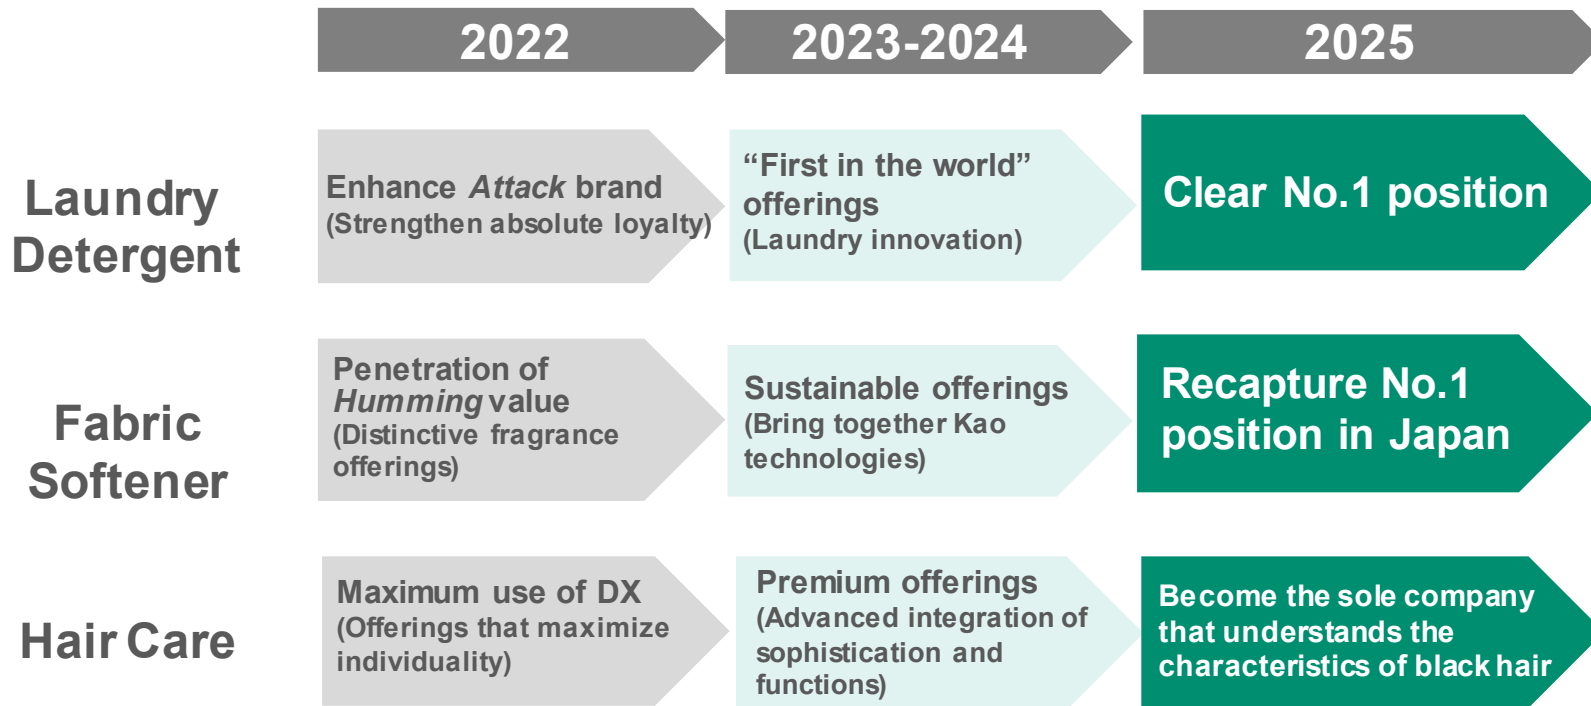 2022
2023-2024
2025
Laundry
Detergent
Enhance Attack brand
(Strengthen absolute loyalty)
“First in the world”
offerings
(Laundry innovation)
Clear No.1 position
Fabric
Softener
Penetration of
Humming value
(Distinctive fragrance
offerings)
Sustainable offerings
(Bring together Kao
technologies)
Recapture No.1
position in Japan
Hair Care
Maximum use of DX
(Offerings that maximize
individuality)
Premium offerings
(Advanced integration of
sophistication and
functions)
Become the sole company
that understands the
characteristics of black hair